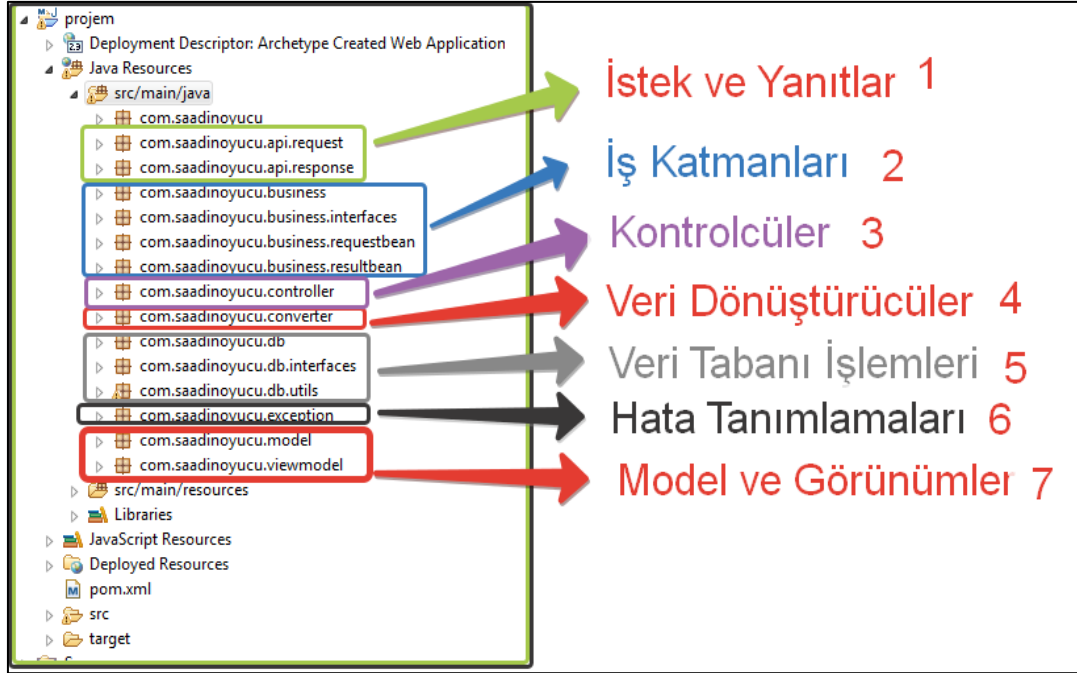 projem
Deployment Descriptor: Archetype Created Web Application
Java Resources
src/main/java
com.saadinoyucu
com.saadinoyucu.api.request
com.saadinoyucu.api.response
com.saadinoyucu.business
com.saadinoyucu.business.interfaces
com.saadinoyucu.business.requestbean
com.saadinoyucu.business.resultbean
com.saadinoyucu.controller
com.saadinoyucu.converter
com.saadinoyucu.db
com.saadinoyucu.db.interfaces
com.saadinoyucu.db.utils
com.saadinoyucu.exception
com.saadinoyucu.model
com.saadinoyucu.viewmodel
src/main/resources
Libraries
JavaScript Resources
Deployed Resources
pom.xml
src
target
İstek ve Yanıtlar 1
İş Katmanları 2
Kontrolcüler 3
Veri Dönüştürücüler 4
Veri Tabanı İşlemleri 5
Hata Tanımlamaları 6
Model ve Görünümler 7